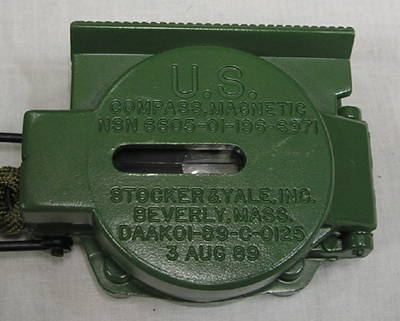 U.S.
COMPASS, MAGNETIC
NSN 6605-01-196-6971
STOCKER & YALE, INC.
BEVERLY, MASS.
DAAK01-89-C-0125
3 AUG 89